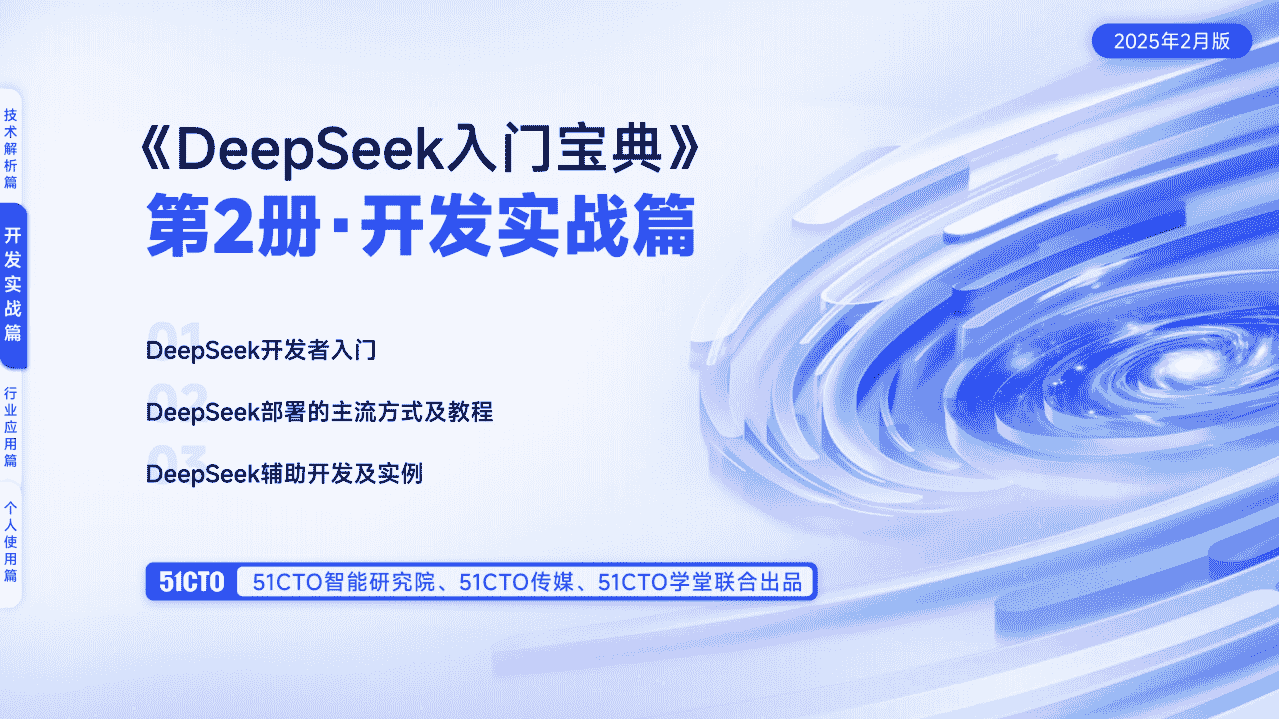 2025年2月版
技术解析篇
开发实战篇
行业应用篇
个人使用篇
《DeepSeek入门宝典》
第2册·开发实战篇
01
DeepSeek开发者入门
02
DeepSeek部署的主流方式及教程
03
DeepSeek辅助开发及实例
51CTO 51CTO智能研究院、51CTO传媒、51CTO学堂联合出品